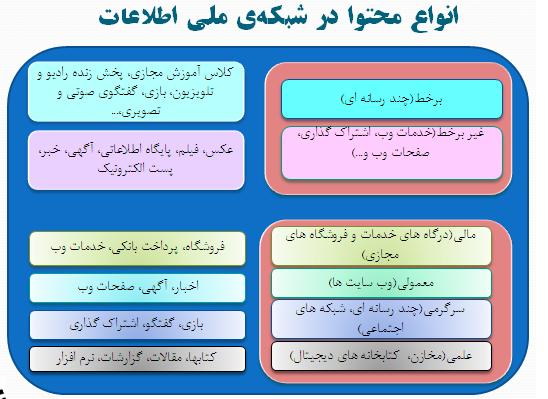 انواع محتوا در شبکه‌ی ملی اطلاعات
برخط(چند رسانه ای)
کلاس آموزش مجازی، پخش زنده رادیو و
تلویزیون، بازی، گفتگوی صوتی و
تصویری،...
غیر برخط(خدمات وب، اشتراک گذاری،
صفحات وب و...)
عکس، فیلم، پایگاه اطلاعاتی، آگهی، خبر،
پست الکترونیک
مالی(درگاه های خدمات و فروشگاه های
مجازی)
فروشگاه، پرداخت بانکی، خدمات وب
معمولی(وب سایت ها)
اخبار، آگهی، صفحات وب
سرگرمی(چند رسانه ای، شبکه های
اجتماعی)
بازی، گفتگو، اشتراک گذاری
علمی(مخازن، کتابخانه های دیجیتال)
کتابها، مقالات، گزارشات، نرم افزار